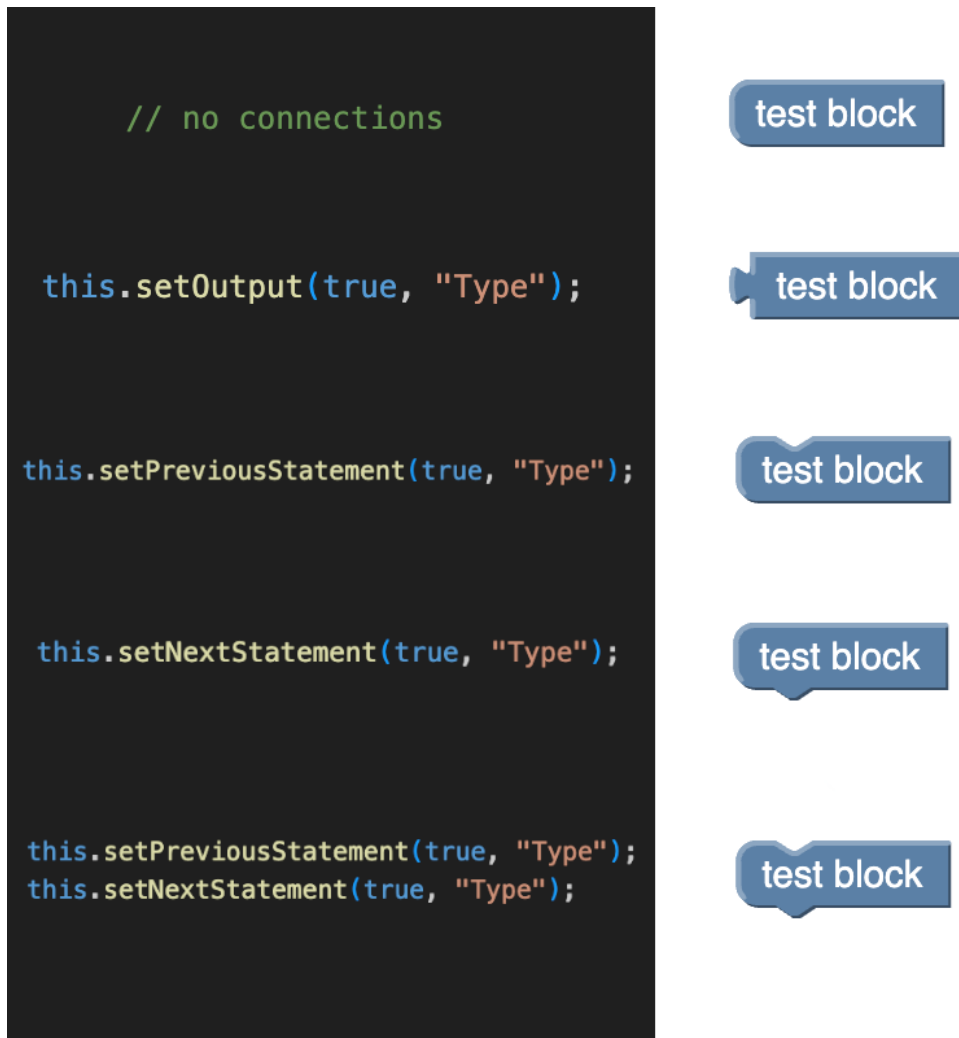 // no connections
test block
this.setOutput(true, "Type");
test block
this.setPreviousStatement(true, "Type");
test block
this.setNextStatement(true, "Type");
test block
this.setPreviousStatement(true, "Type");
this.setNextStatement(true, "Type");
test block